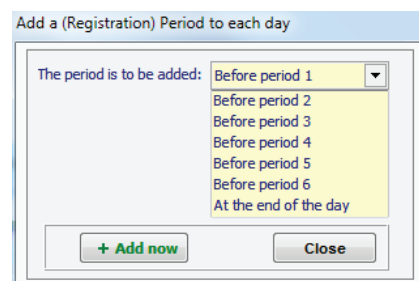 Add a (Registration) Period to each day
The period is to be added: Before period 1
Before period 2
Before period 3
Before period 4
Before period 5
Before period 6
At the end of the day
+ Add now Close